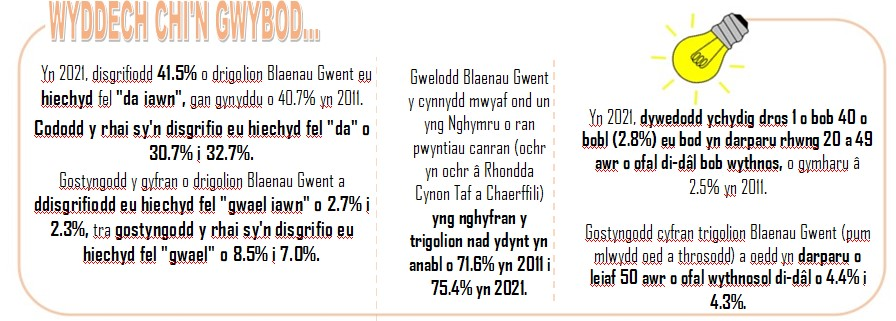 WYDDECH CHI'N GWYBOD...
Yn 2021, disgrifiodd 41.5% o drigolion Blaenau Gwent eu
hiechyd fel "da iawn", gan gynyddu o 40.7% yn 2011.
Cododd y rhai sy'n disgrifio eu hiechyd fel "da" o
30.7% i 32.7%.
Gostyngodd y gyfran o drigolion Blaenau Gwent a
ddisgrifiodd eu hiechyd fel "gwael iawn" o 2.7% i
2.3%, tra gostyngodd y rhai sy'n disgrifio eu
hiechyd fel "gwael" o 8.5% i 7.0%.
Gwelodd Blaenau Gwent
y cynnydd mwyaf ond un
yng Nghymru o ran
pwyntiau canran (ochr
yn ochr â Rhondda
Cynon Taf a Chaerffili)
yng nghyfran y
trigolion nad ydynt yn
anabl o 71.6% yn 2011 i
75.4% yn 2021.
Yn 2021, dywedodd ychydig dros 1 o bob 40 o
bobl (2.8%) eu bod yn darparu rhwng 20 a 49
awr o ofal di-dâl bob wythnos, o gymharu â
2.5% yn 2011.
Gostyngodd cyfran trigolion Blaenau Gwent (pum
mlwydd oed a throsodd) a oedd yn darparu o
leiaf 50 awr o ofal wythnosol di-dâl o 4.4% i
4.3%.